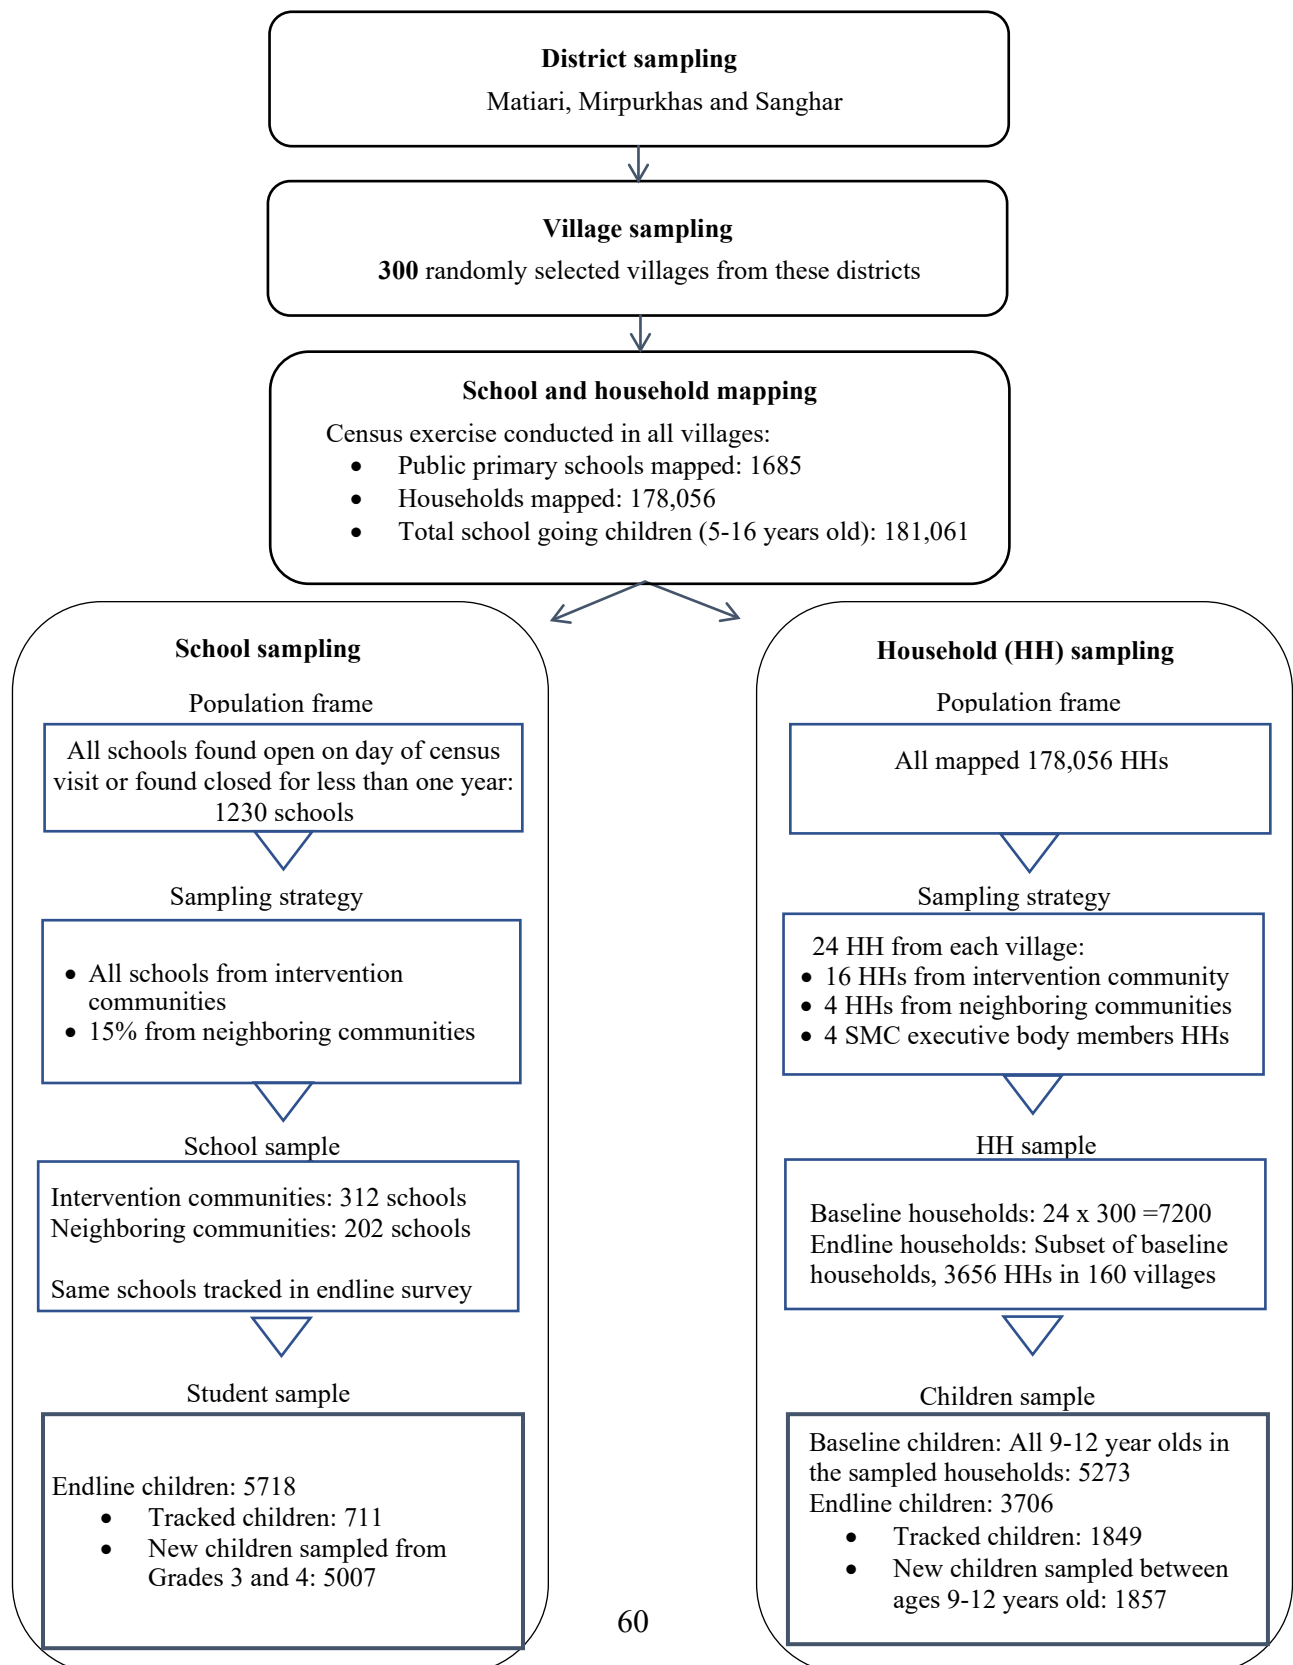 District sampling
Matiari, Mirpurkhas and Sanghar
Village sampling
300 randomly selected villages from these districts
School and household mapping
Census exercise conducted in all villages:
• Public primary schools mapped: 1685
• Households mapped: 178,056
• Total school going children (5-16 years old): 181,061
School sampling
Population frame
All schools found open on day of census
visit or found closed for less than one year:
1230 schools
Sampling strategy
• All schools from intervention
communities
• 15% from neighboring communities
School sample
Intervention communities: 312 schools
Neighboring communities: 202 schools
Same schools tracked in endline survey
Student sample
Endline children: 5718
• Tracked children: 711
• New children sampled from
Grades 3 and 4: 5007
Household (HH) sampling
Population frame
All mapped 178,056 HHs
Sampling strategy
24 HH from each village:
• 16 HHs from intervention community
• 4 HHs from neighboring communities
• 4 SMC executive body members HHs
HH sample
Baseline households: 24 x 300 =7200
Endline households: Subset of baseline
households, 3656 HHs in 160 villages
Children sample
Baseline children: All 9-12 year olds in
the sampled households: 5273
Endline children: 3706
• Tracked children: 1849
• New children sampled between
ages 9-12 years old: 1857
60